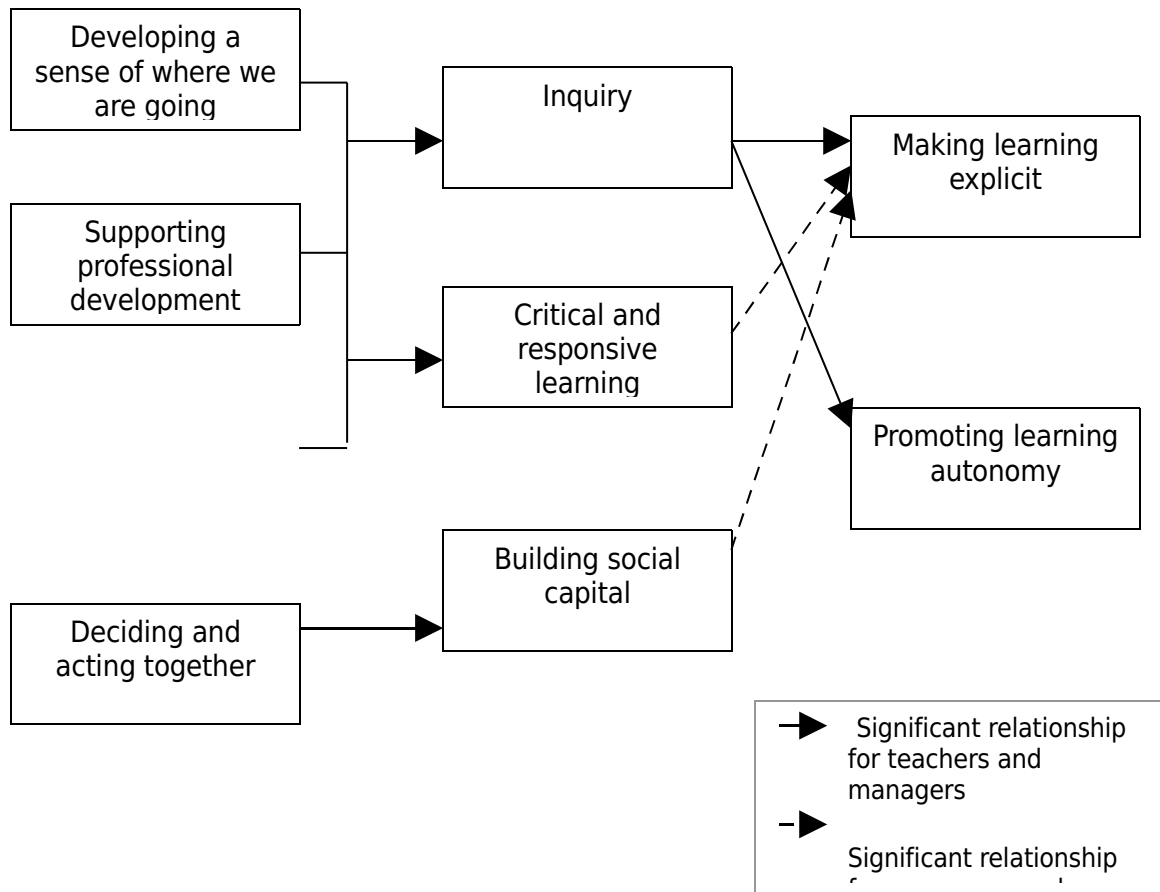 Developing a
sense of where we
are going
Supporting
professional
development
Deciding and
acting together
Inquiry
Critical and
responsive
learning
Building social
capital
Making learning
explicit
Promoting learning
autonomy
Significant relationship
for teachers and
managers
Significant relationship